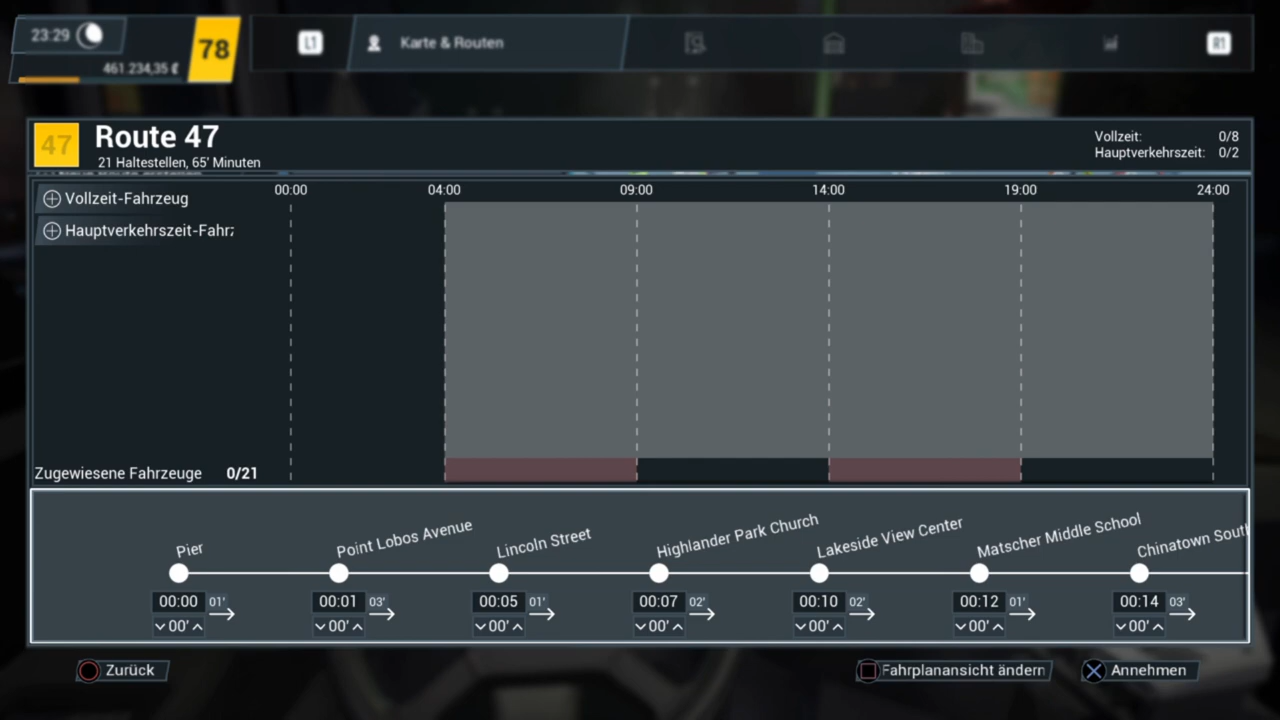 23:29
461.234,35 ₵
78
L1
Karte & Routen
R1
47
Route 47
21 Haltestellen, 65' Minuten
Vollzeit: 0/8
Hauptverkehrszeit: 0/2
00:00 04:00 09:00 14:00 19:00 24:00
Vollzeit-Fahrzeug
Hauptverkehrszeit-Fahr
Zugewiesene Fahrzeuge 0/21
Pier Point Lobos Avenue Lincoln Street Highlander Park Church Lakeside View Center Matscher Middle School Chinatown South
00:00 01' 00:01 03' 00:05 01' 00:07 02' 00:10 02' 00:12 01' 00:14 03'
00' 00' 00' 00' 00' 00' 00'
Zurück
Fahrplanansicht ändern
Annehmen